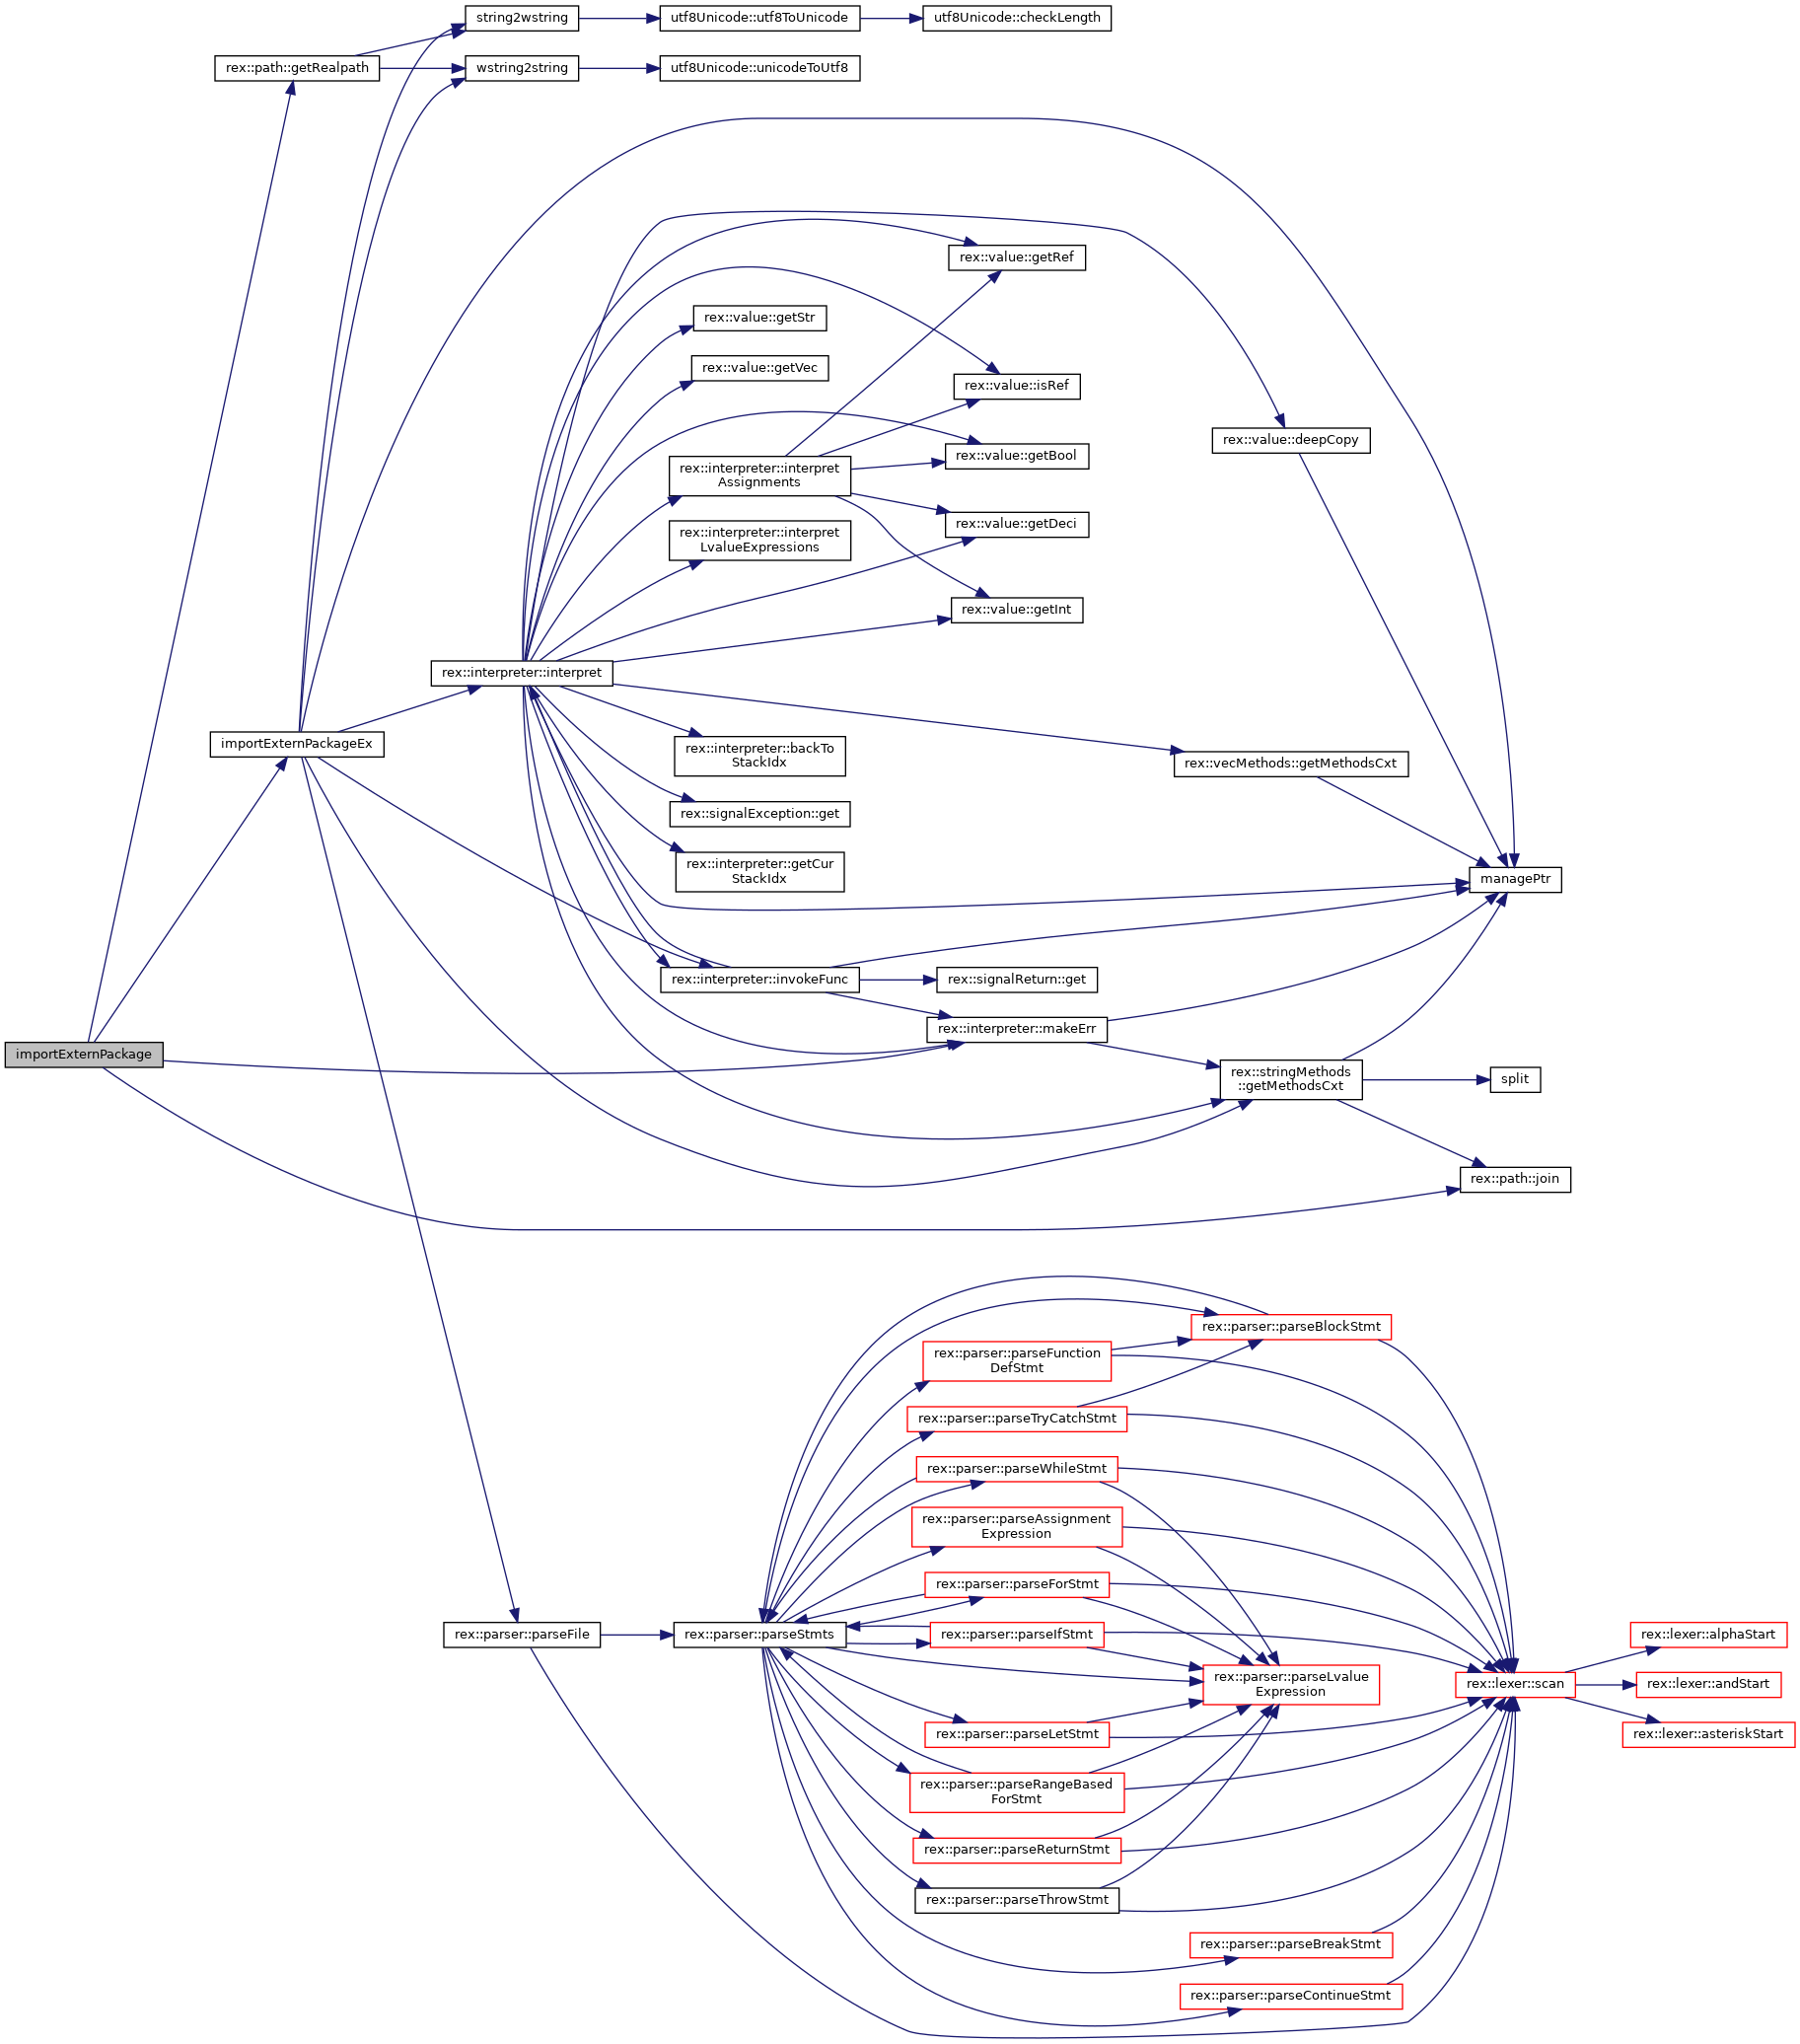 string2wstring
utf8Unicode::utf8ToUnicode
utf8Unicode::checkLength
rex::path::getRealpath
wstring2string
utf8Unicode::unicodeToUtf8
rex::value::getRef
rex::value::getStr
rex::value::getVec
rex::value::isRef
rex::value::deepCopy
rex::value::getBool
rex::interpreter::interpret
Assignments
rex::value::getDeci
rex::interpreter::interpret
LvalueExpressions
rex::value::getInt
rex::interpreter::interpret
importExternPackageEx
rex::interpreter::backTo
StackIdx
rex::vecMethods::getMethodsCxt
rex::signalException::get
rex::interpreter::getCur
StackIdx
managePtr
rex::interpreter::invokeFunc
rex::signalReturn::get
rex::interpreter::makeErr
importExternPackage
rex::stringMethods
::getMethodsCxt
split
rex::path::join
rex::parser::parseBlockStmt
rex::parser::parseFunction
DefStmt
rex::parser::parseTryCatchStmt
rex::parser::parseWhileStmt
rex::parser::parseAssignment
Expression
rex::parser::parseForStmt
rex::parser::parseFile
rex::parser::parseStmts
rex::parser::parseIfStmt
rex::lexer::alphaStart
rex::parser::parseLvalue
Expression
rex::lexer::scan
rex::lexer::andStart
rex::parser::parseLetStmt
rex::lexer::asteriskStart
rex::parser::parseRangeBased
ForStmt
rex::parser::parseReturnStmt
rex::parser::parseThrowStmt
rex::parser::parseBreakStmt
rex::parser::parseContinueStmt